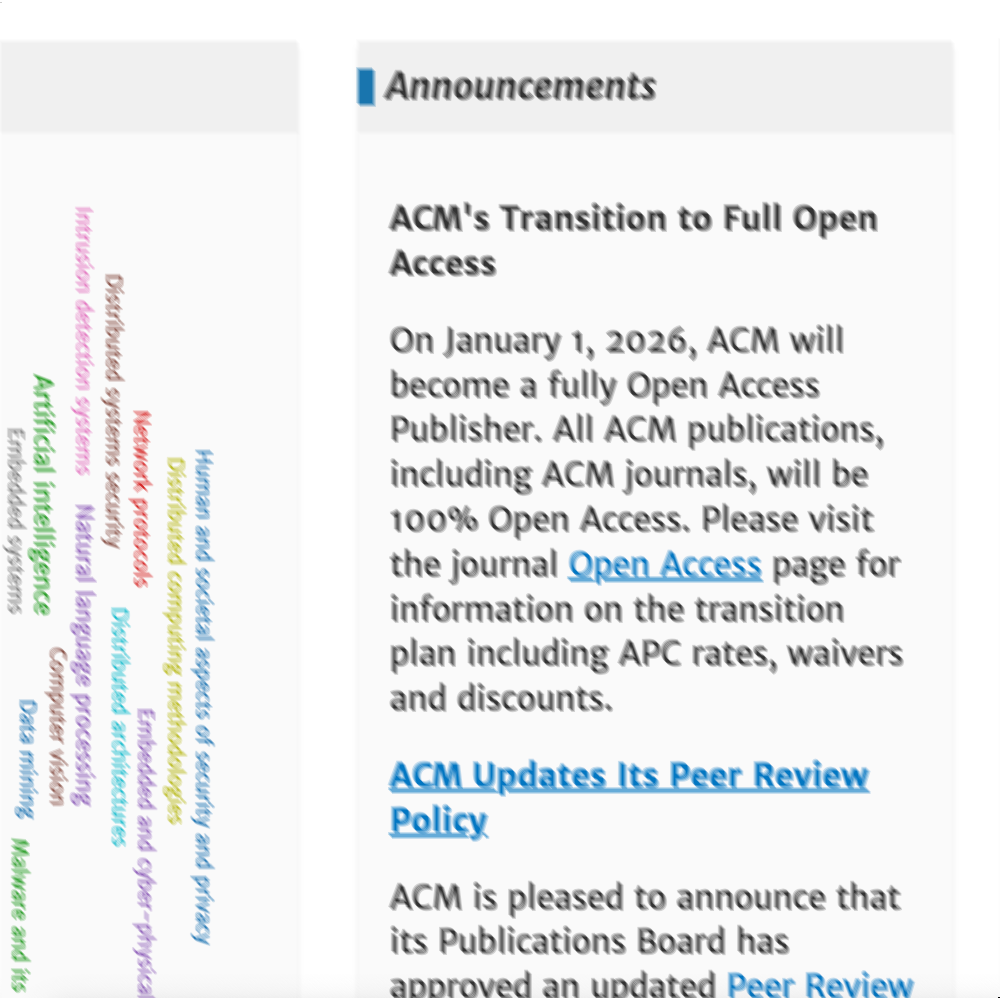 Announcements
ACM's Transition to Full Open
Access
On January 1, 2026, ACM will
become a fully Open Access
Publisher. All ACM publications,
including ACM journals, will be
100% Open Access. Please visit
the journal Open Access page for
information on the transition
plan including APC rates, waivers
and discounts.
ACM Updates Its Peer Review
Policy
ACM is pleased to announce that
its Publications Board has
approved an updated Peer Review
Human and societal aspects of security and privacy
Distributed computing methodologies
Network protocols
Embedded and cyber-physical
Distributed systems security
Distributed architectures
Intrusion detection systems
Natural language processing
Computer vision
Artificial intelligence
Data mining
Embedded systems
Malware and its